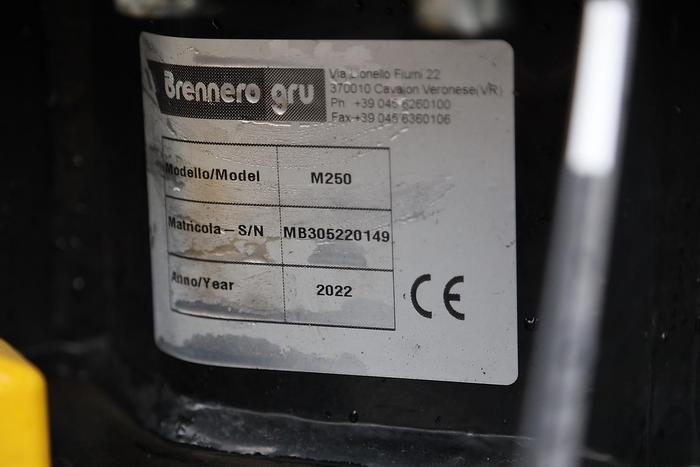 Brennero gru
Via Lionello Fiumi 22
370010 Cavaion Veronese(VR)
Ph. +39 045 6260100
Fax+39 045 6360106
Modello/Model M250
Matricola – S/N MB305220149
Anno/Year 2022
CE